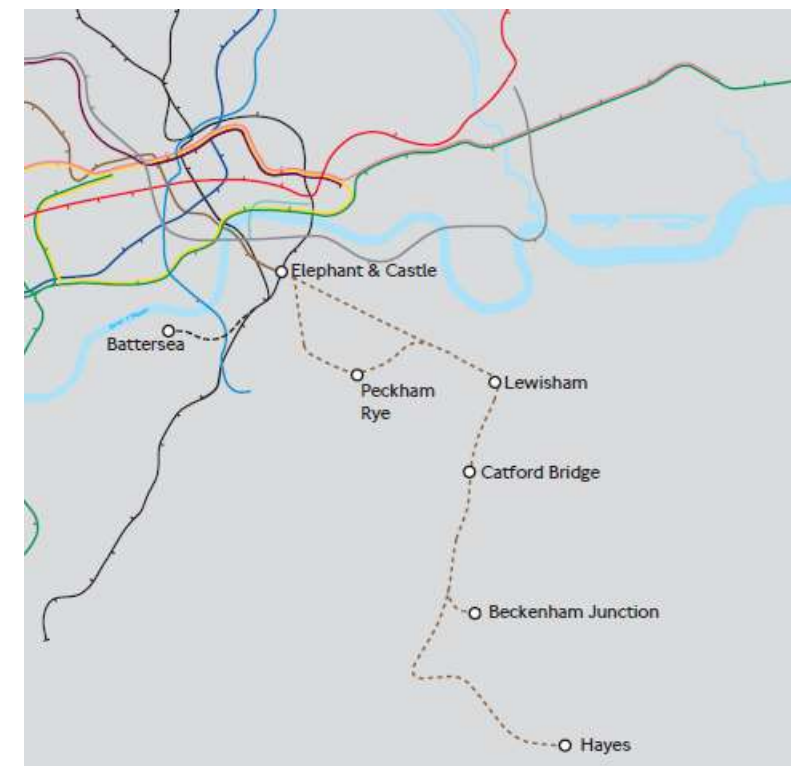 Elephant & Castle
Battersea
Peckham
Rye
Lewisham
Catford Bridge
Beckenham Junction
Hayes